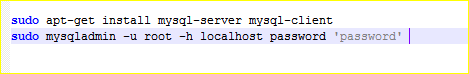 sudo apt-get install mysql-server mysql-client
sudo mysqladmin -u root -h localhost password 'password'